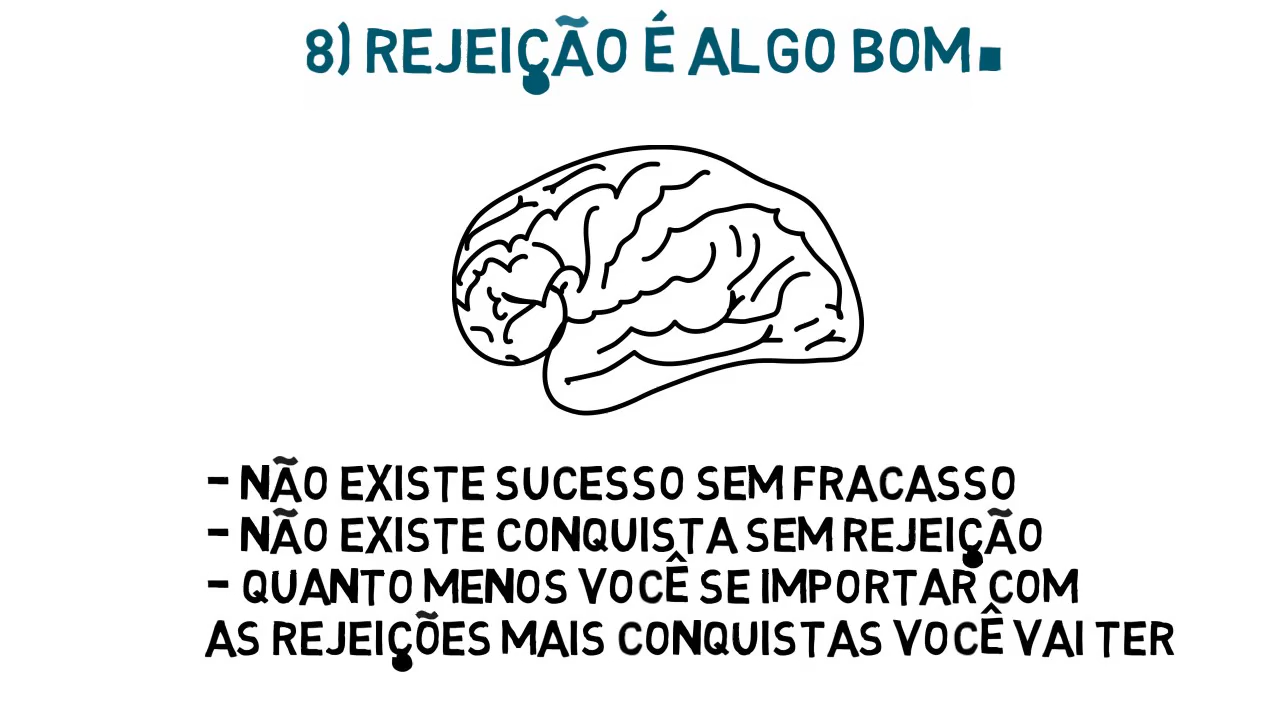 8) REJEIÇÃO É ALGO BOM.
- NÃO EXISTE SUCESSO SEM FRACASSO
- NÃO EXISTE CONQUISTA SEM REJEIÇÃO
- QUANTO MENOS VOCÊ SE IMPORTAR COM
AS REJEIÇÕES MAIS CONQUISTAS VOCÊ VAI TER